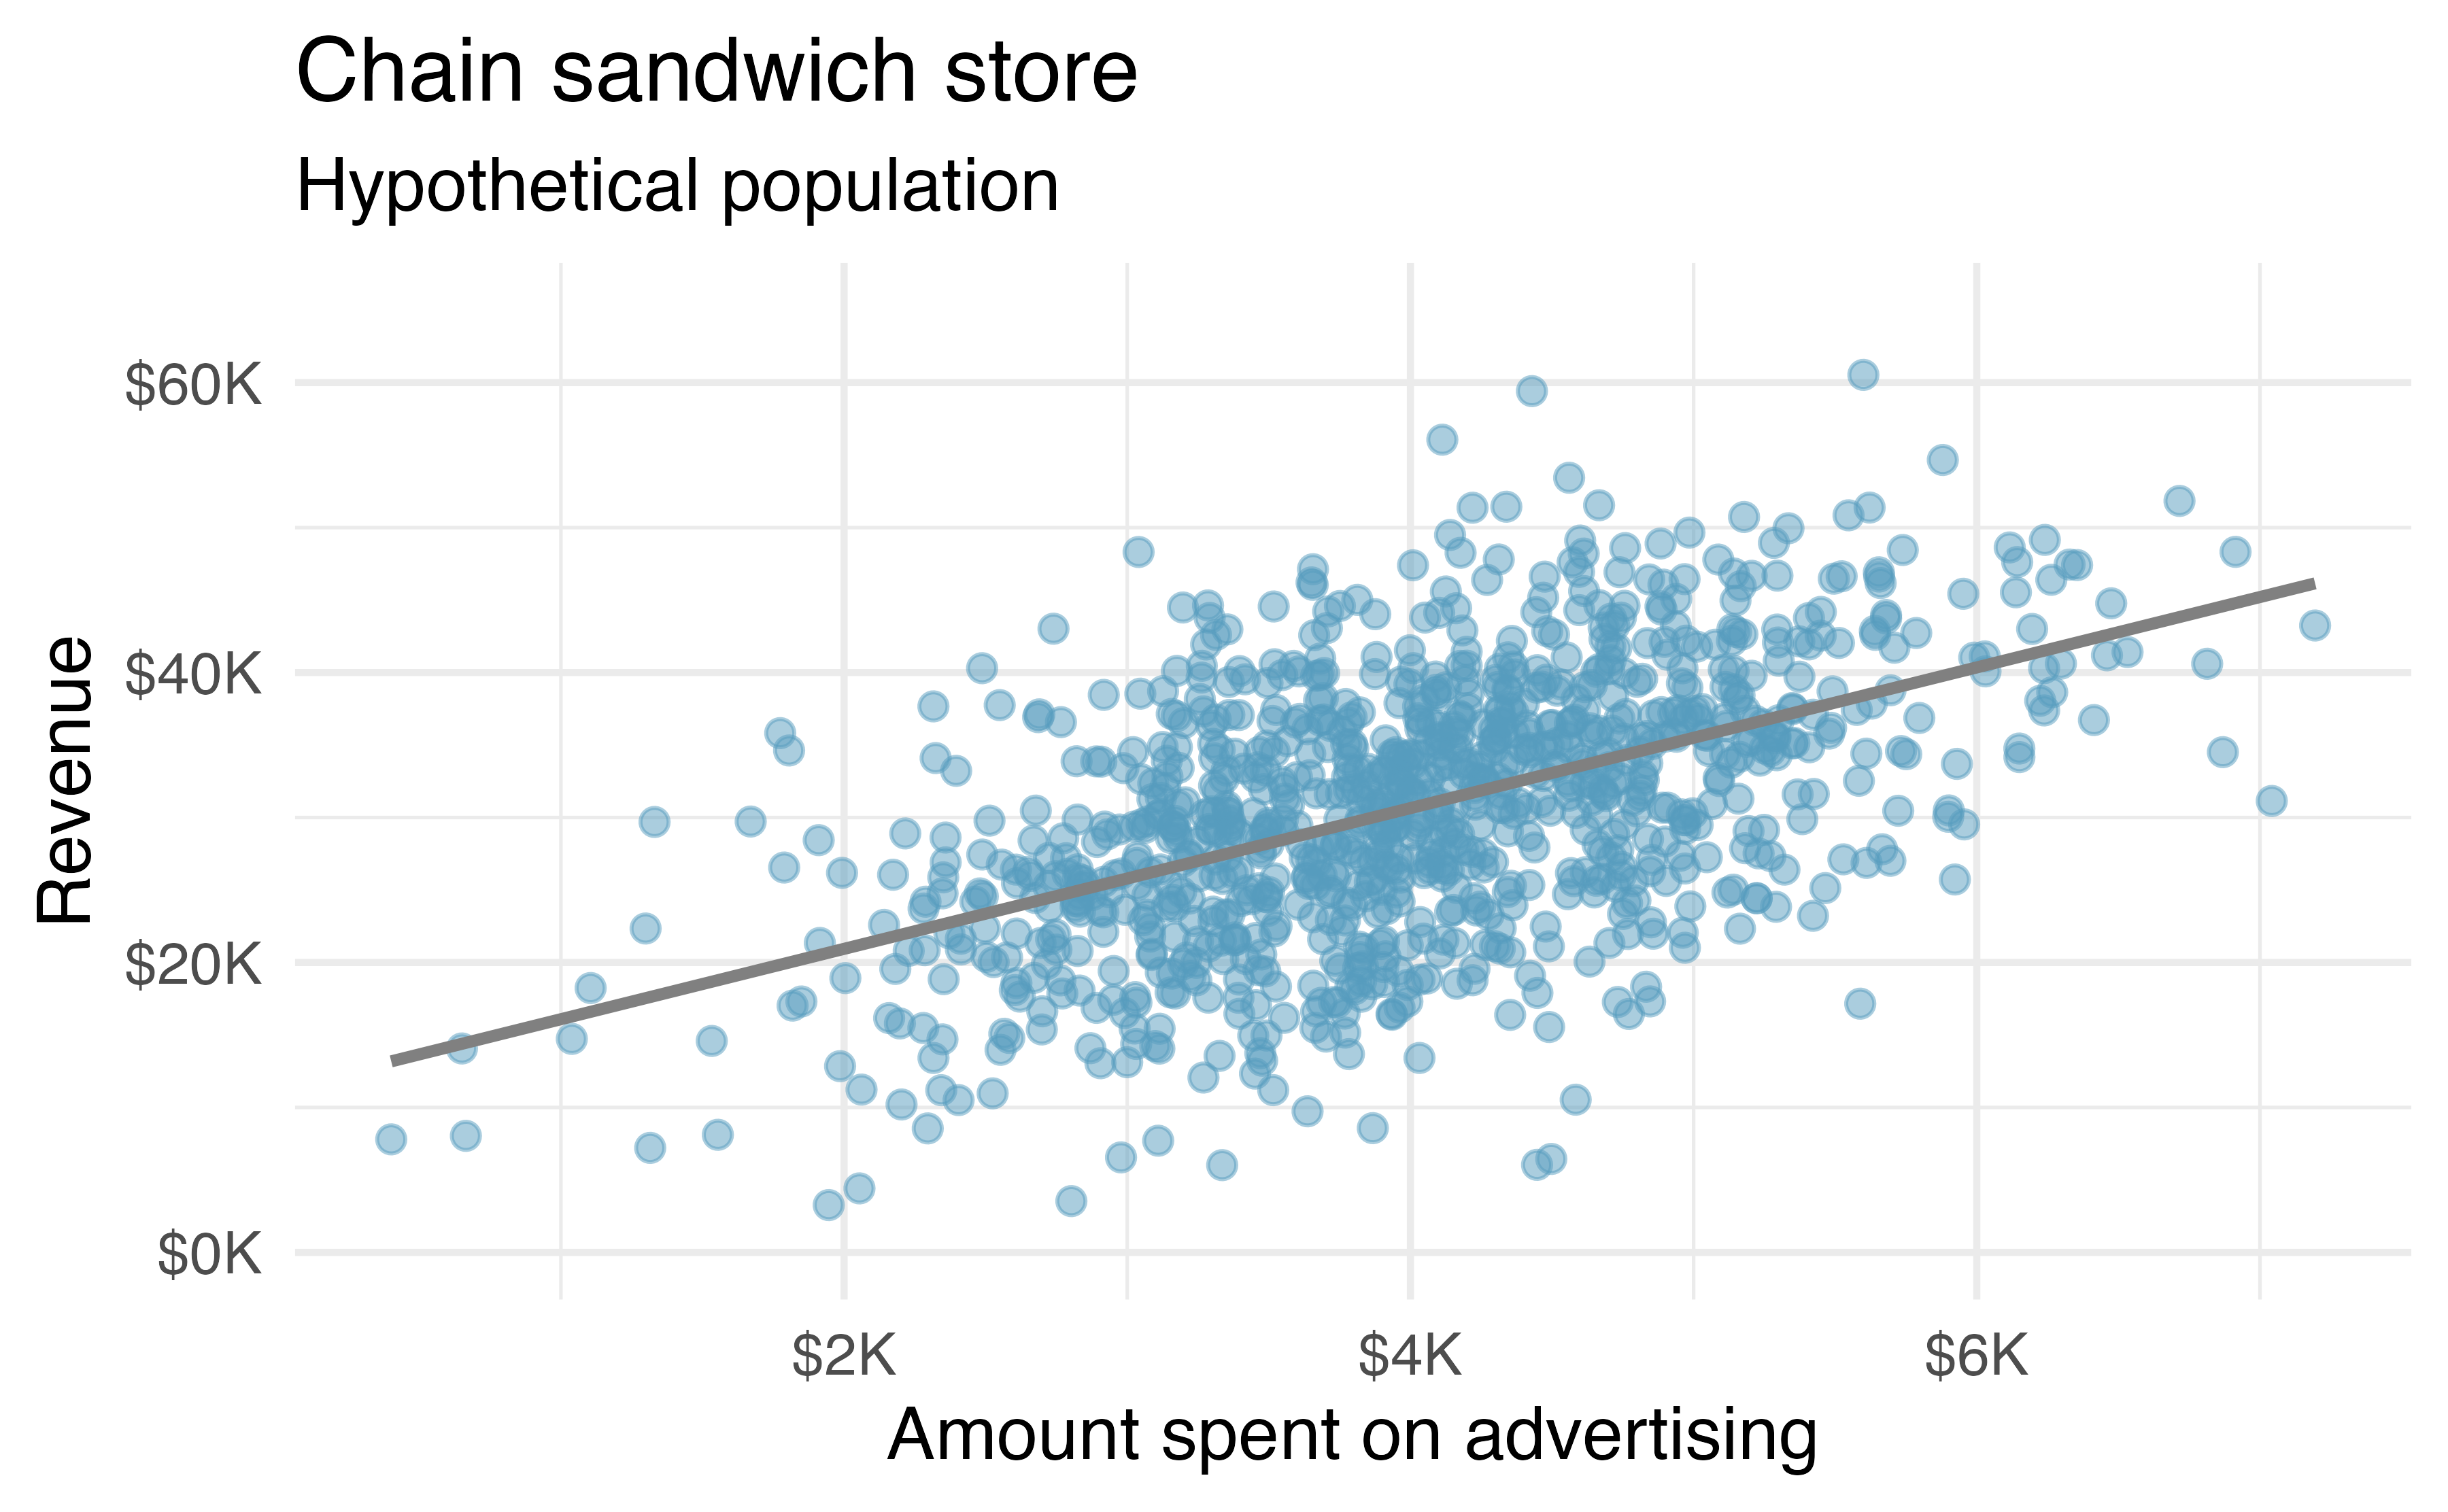 Chain sandwich store
Hypothetical population
Revenue
$60K
$40K
$20K
$0K
$2K $4K $6K
Amount spent on advertising